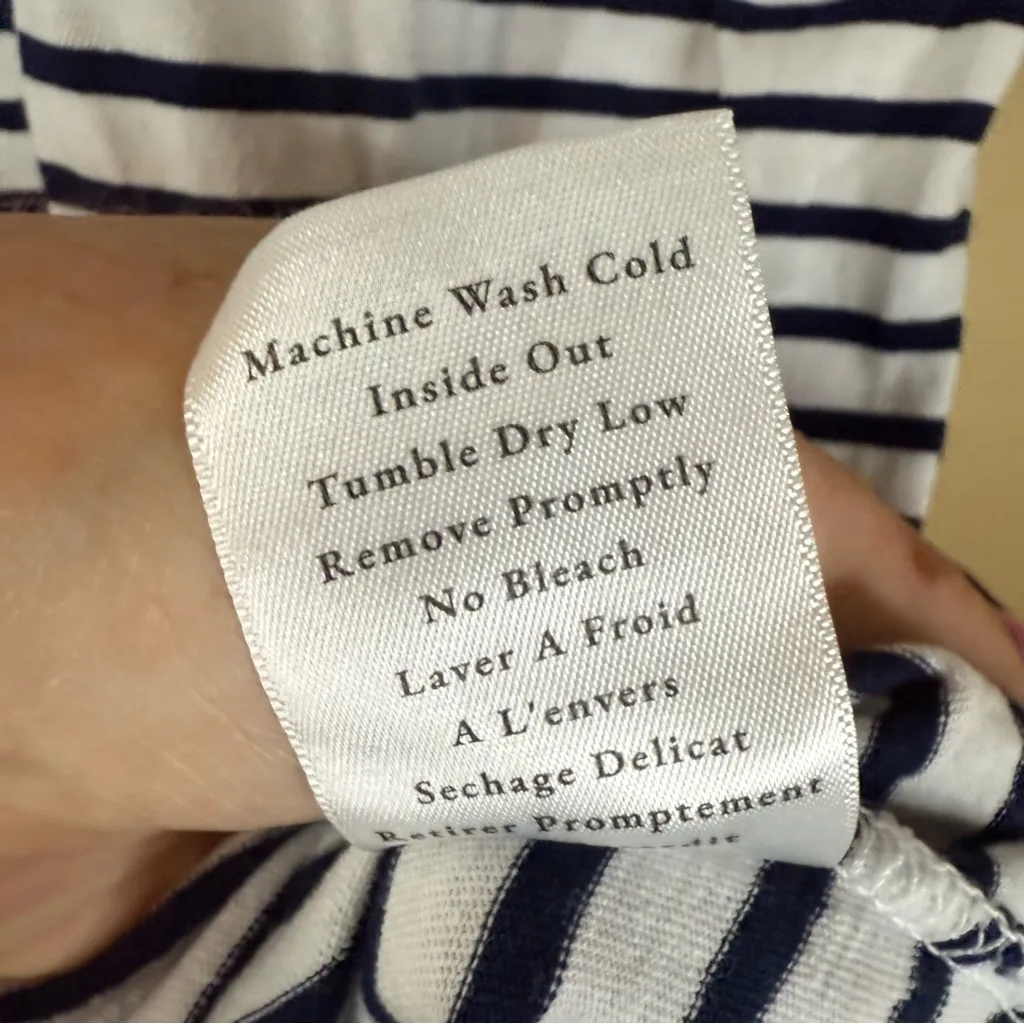 Machine Wash Cold
Inside Out
Tumble Dry Low
Remove Promptly
No Bleach
Laver A Froid
A L'envers
Sechage Delicat
Retirer Promptement